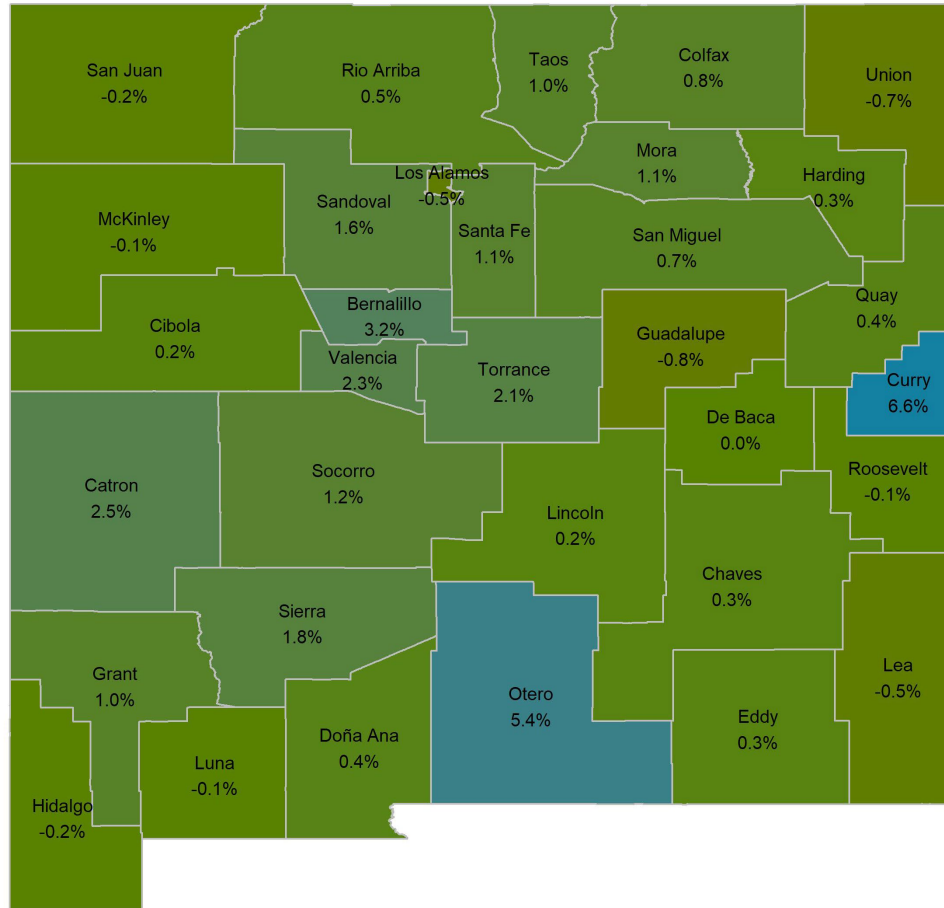 San Juan
-0.2%
Rio Arriba
0.5%
Taos
1.0%
Colfax
0.8%
Union
-0.7%
McKinley
-0.1%
Sandoval
1.6%
Los Alamos
-0.5%
Santa Fe
1.1%
Mora
1.1%
Harding
0.3%
San Miguel
0.7%
Quay
0.4%
Cibola
0.2%
Bernalillo
3.2%
Valencia
2.3%
Torrance
2.1%
Guadalupe
-0.8%
Curry
6.6%
De Baca
0.0%
Roosevelt
-0.1%
Catron
2.5%
Socorro
1.2%
Lincoln
0.2%
Chaves
0.3%
Sierra
1.8%
Grant
1.0%
Otero
5.4%
Lea
-0.5%
Eddy
0.3%
Doña Ana
0.4%
Luna
-0.1%
Hidalgo
-0.2%